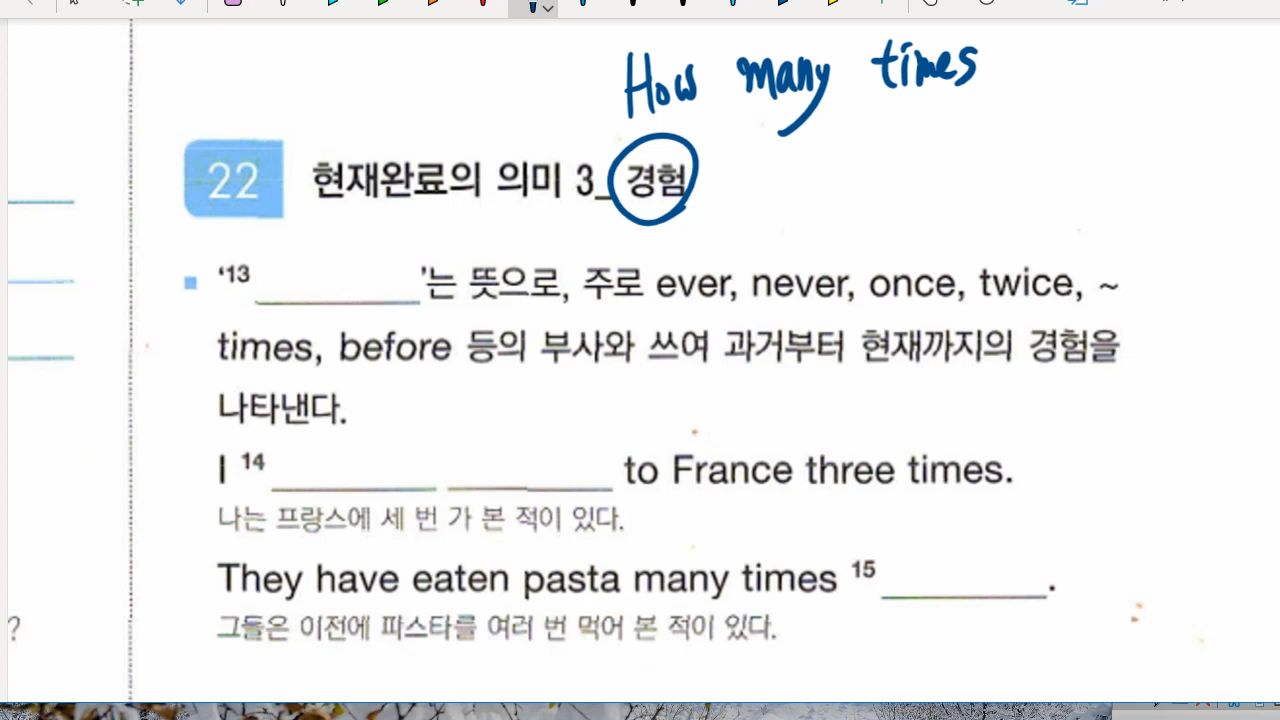 How many times
22 현재완료의 의미 3_경험
‘13 ________’는 뜻으로, 주로 ever, never, once, twice, ~
times, before 등의 부사와 쓰여 과거부터 현재까지의 경험을
나타낸다.
I 14 ________ ________ to France three times.
나는 프랑스에 세 번 가 본 적이 있다.
They have eaten pasta many times 15 ________.
그들은 이전에 파스타를 여러 번 먹어 본 적이 있다.
?